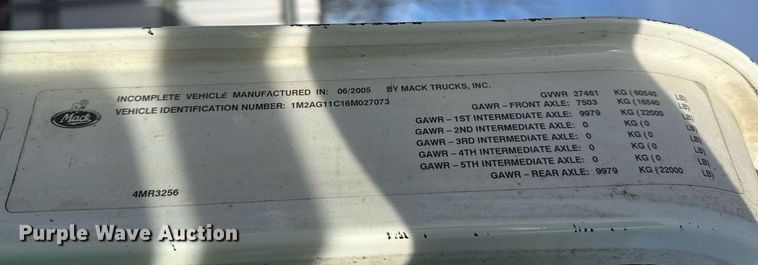 Mack
INCOMPLETE VEHICLE MANUFACTURED IN: 06/2005 BY MACK TRUCKS, INC.
VEHICLE IDENTIFICATION NUMBER: 1M2AG11C16M027073
GVWR 27461 KG (60540 LB)
GAWR – FRONT AXLE: 7503 KG (16540 LB)
GAWR – 1ST INTERMEDIATE AXLE: 9979 KG (22000 LB)
GAWR – 2ND INTERMEDIATE AXLE: 0 KG (0 LB)
GAWR – 3RD INTERMEDIATE AXLE: 0 KG (0 LB)
GAWR – 4TH INTERMEDIATE AXLE: 0 KG (0 LB)
GAWR – 5TH INTERMEDIATE AXLE: 0 KG (0 LB)
GAWR – REAR AXLE: 9979 KG (22000 LB)
4MR3256
Purple Wave Auction